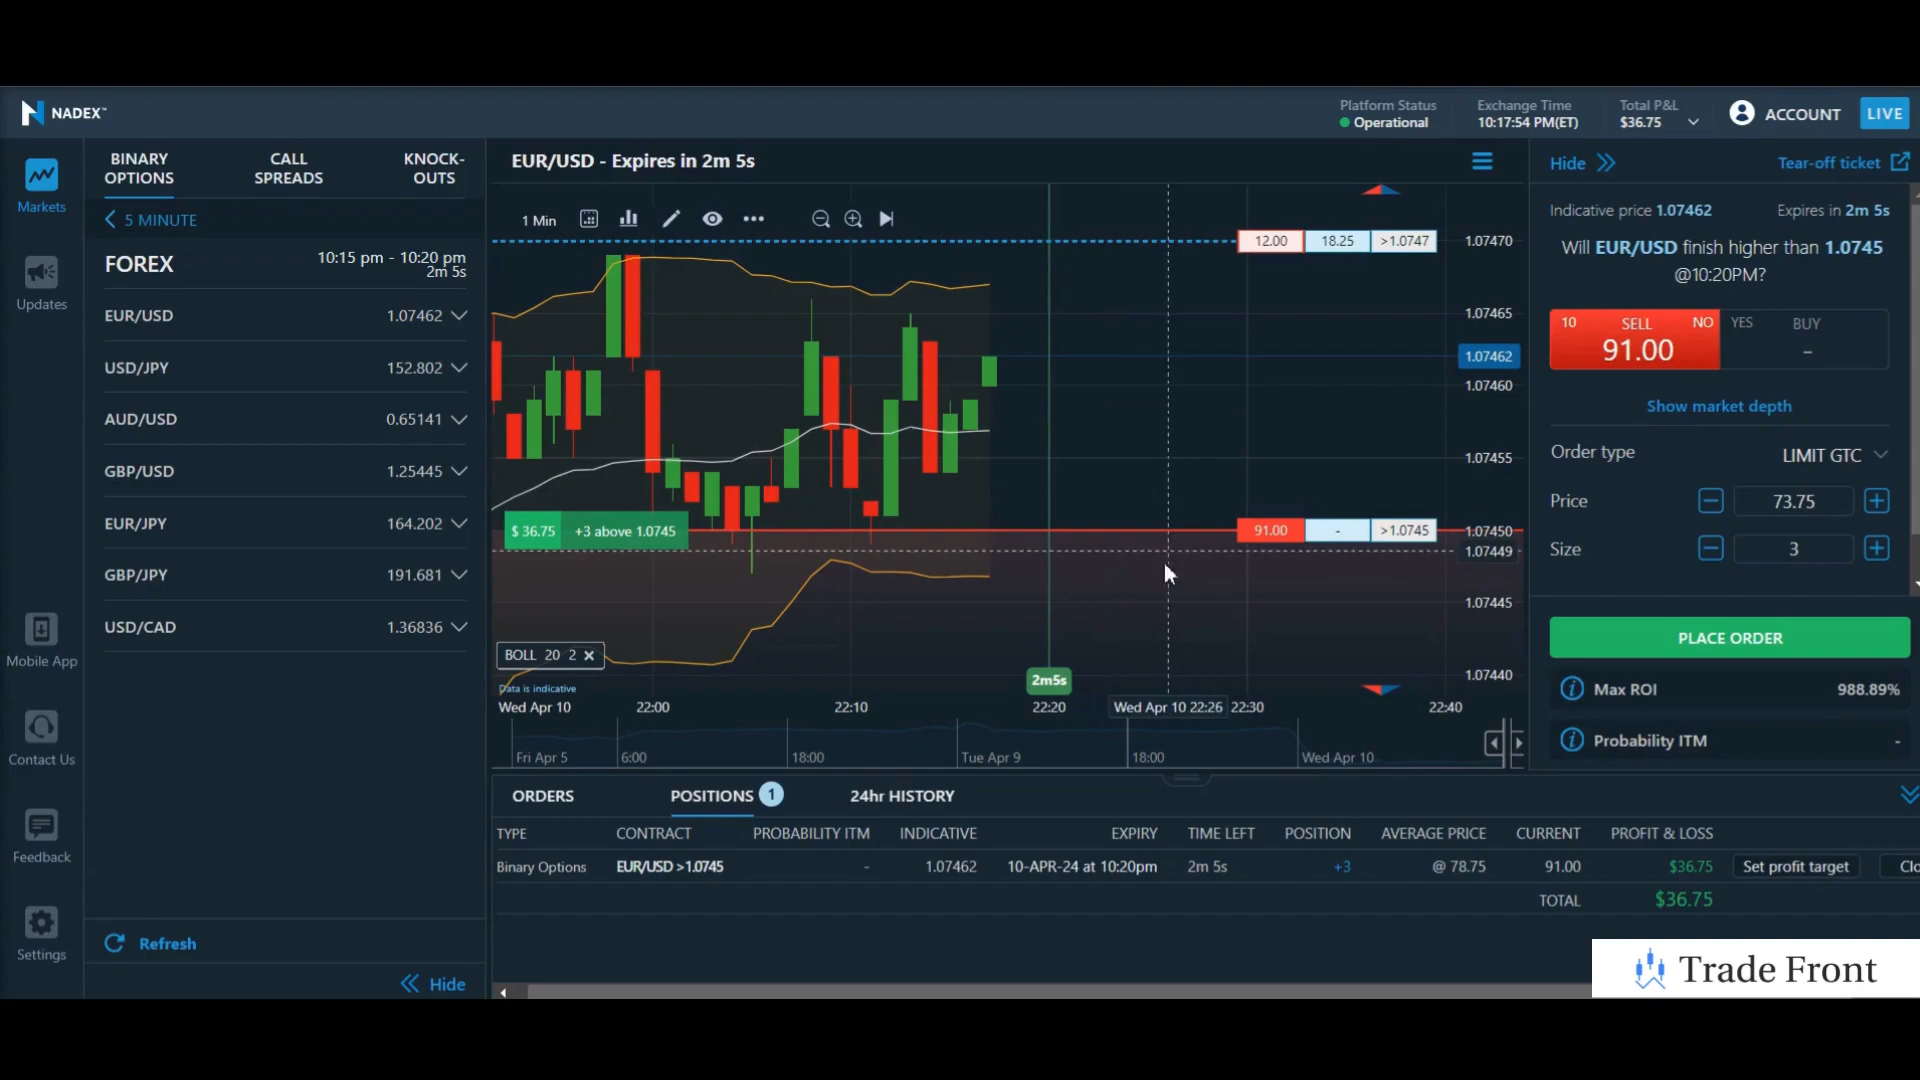 NADEX™
Platform Status
Operational
Exchange Time
10:17:54 PM(ET)
Total P&L
$36.75
ACCOUNT
LIVE
Markets
Updates
Mobile App
Contact Us
Feedback
Settings
BINARY OPTIONS
CALL SPREADS
KNOCK-OUTS
5 MINUTE
FOREX
10:15 pm - 10:20 pm
2m 5s
EUR/USD 1.07462
USD/JPY 152.802
AUD/USD 0.65141
GBP/USD 1.25445
EUR/JPY 164.202
GBP/JPY 191.681
USD/CAD 1.36836
Refresh
Hide
EUR/USD - Expires in 2m 5s
1 Min
12.00 18.25 >1.0747 1.07470
1.07465
1.07462
1.07460
1.07455
$ 36.75 +3 above 1.0745
91.00 - >1.0745 1.07450
1.07449
1.07445
1.07440
BOLL 20 2
Data is indicative
2m5s
Wed Apr 10 22:00 22:10 22:20 Wed Apr 10 22:26 22:30 22:40
Fri Apr 5 6:00 18:00 Tue Apr 9 18:00 Wed Apr 10
Hide
Tear-off ticket
Indicative price 1.07462 Expires in 2m 5s
Will EUR/USD finish higher than 1.0745
@10:20PM?
10 SELL NO YES BUY
91.00 -
Show market depth
Order type LIMIT GTC
Price 73.75
Size 3
PLACE ORDER
Max ROI 988.89%
Probability ITM -
ORDERS POSITIONS 1 24hr HISTORY
TYPE CONTRACT PROBABILITY ITM INDICATIVE EXPIRY TIME LEFT POSITION AVERAGE PRICE CURRENT PROFIT & LOSS
Binary Options EUR/USD >1.0745 - 1.07462 10-APR-24 at 10:20pm 2m 5s +3 @ 78.75 91.00 $36.75 Set profit target Clo
TOTAL $36.75
Trade Front